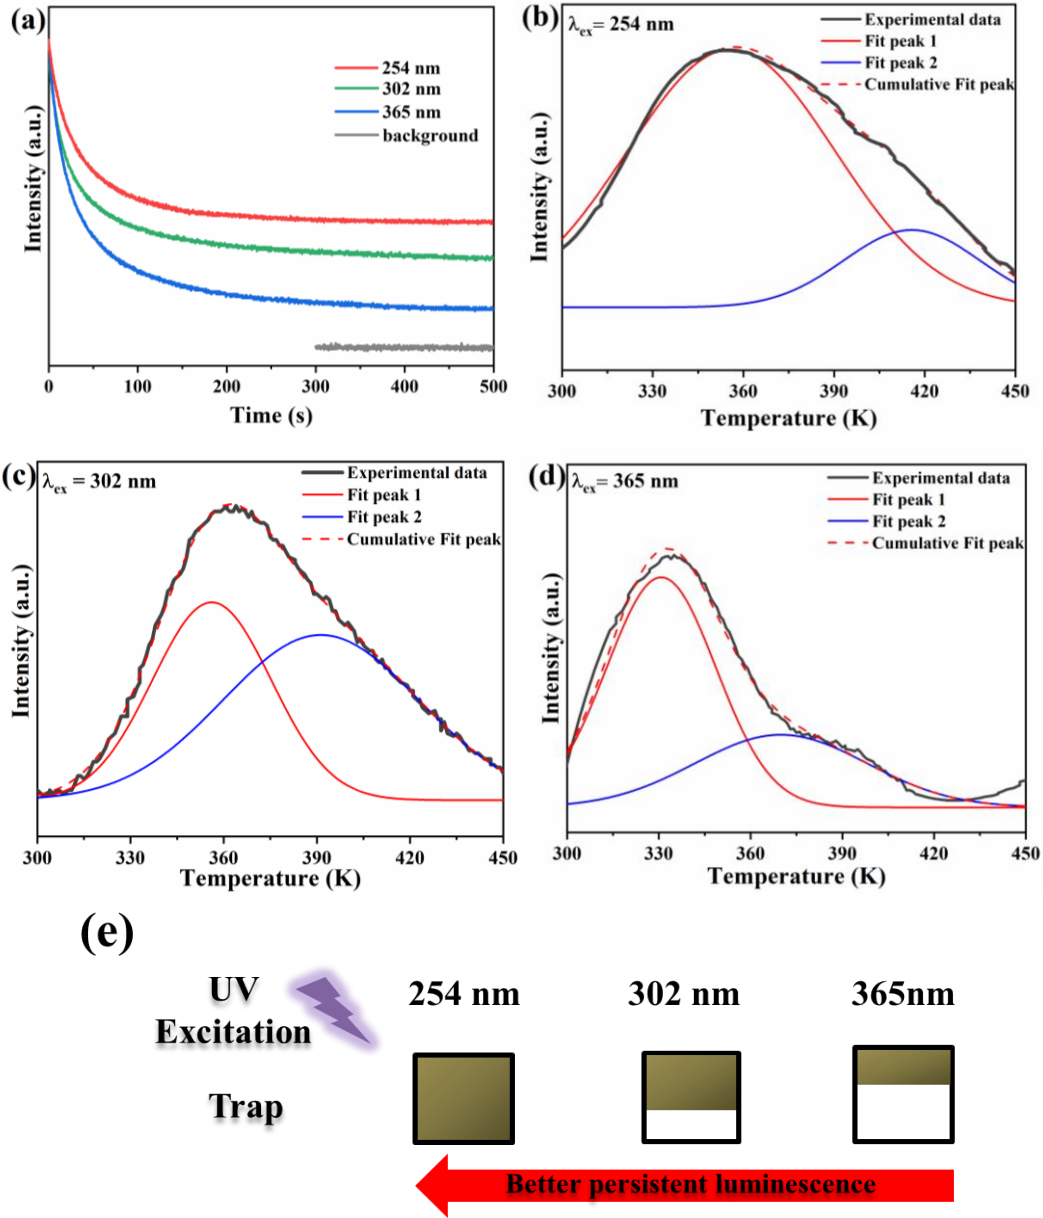 (a)
254 nm
302 nm
365 nm
background
Intensity (a.u.)
0 100 200 300 400 500
Time (s)
(b)
λex= 254 nm
Experimental data
Fit peak 1
Fit peak 2
Cumulative Fit peak
Intensity (a.u.)
300 330 360 390 420 450
Temperature (K)
(c)
λex = 302 nm
Experimental data
Fit peak 1
Fit peak 2
Cumulative Fit peak
Intensity (a.u.)
300 330 360 390 420 450
Temperature (K)
(d)
λex= 365 nm
Experimental data
Fit peak 1
Fit peak 2
Cumulative Fit peak
Intensity (a.u.)
300 330 360 390 420 450
Temperature (K)
(e)
UV
Excitation
254 nm 302 nm 365nm
Trap
Better persistent luminescence